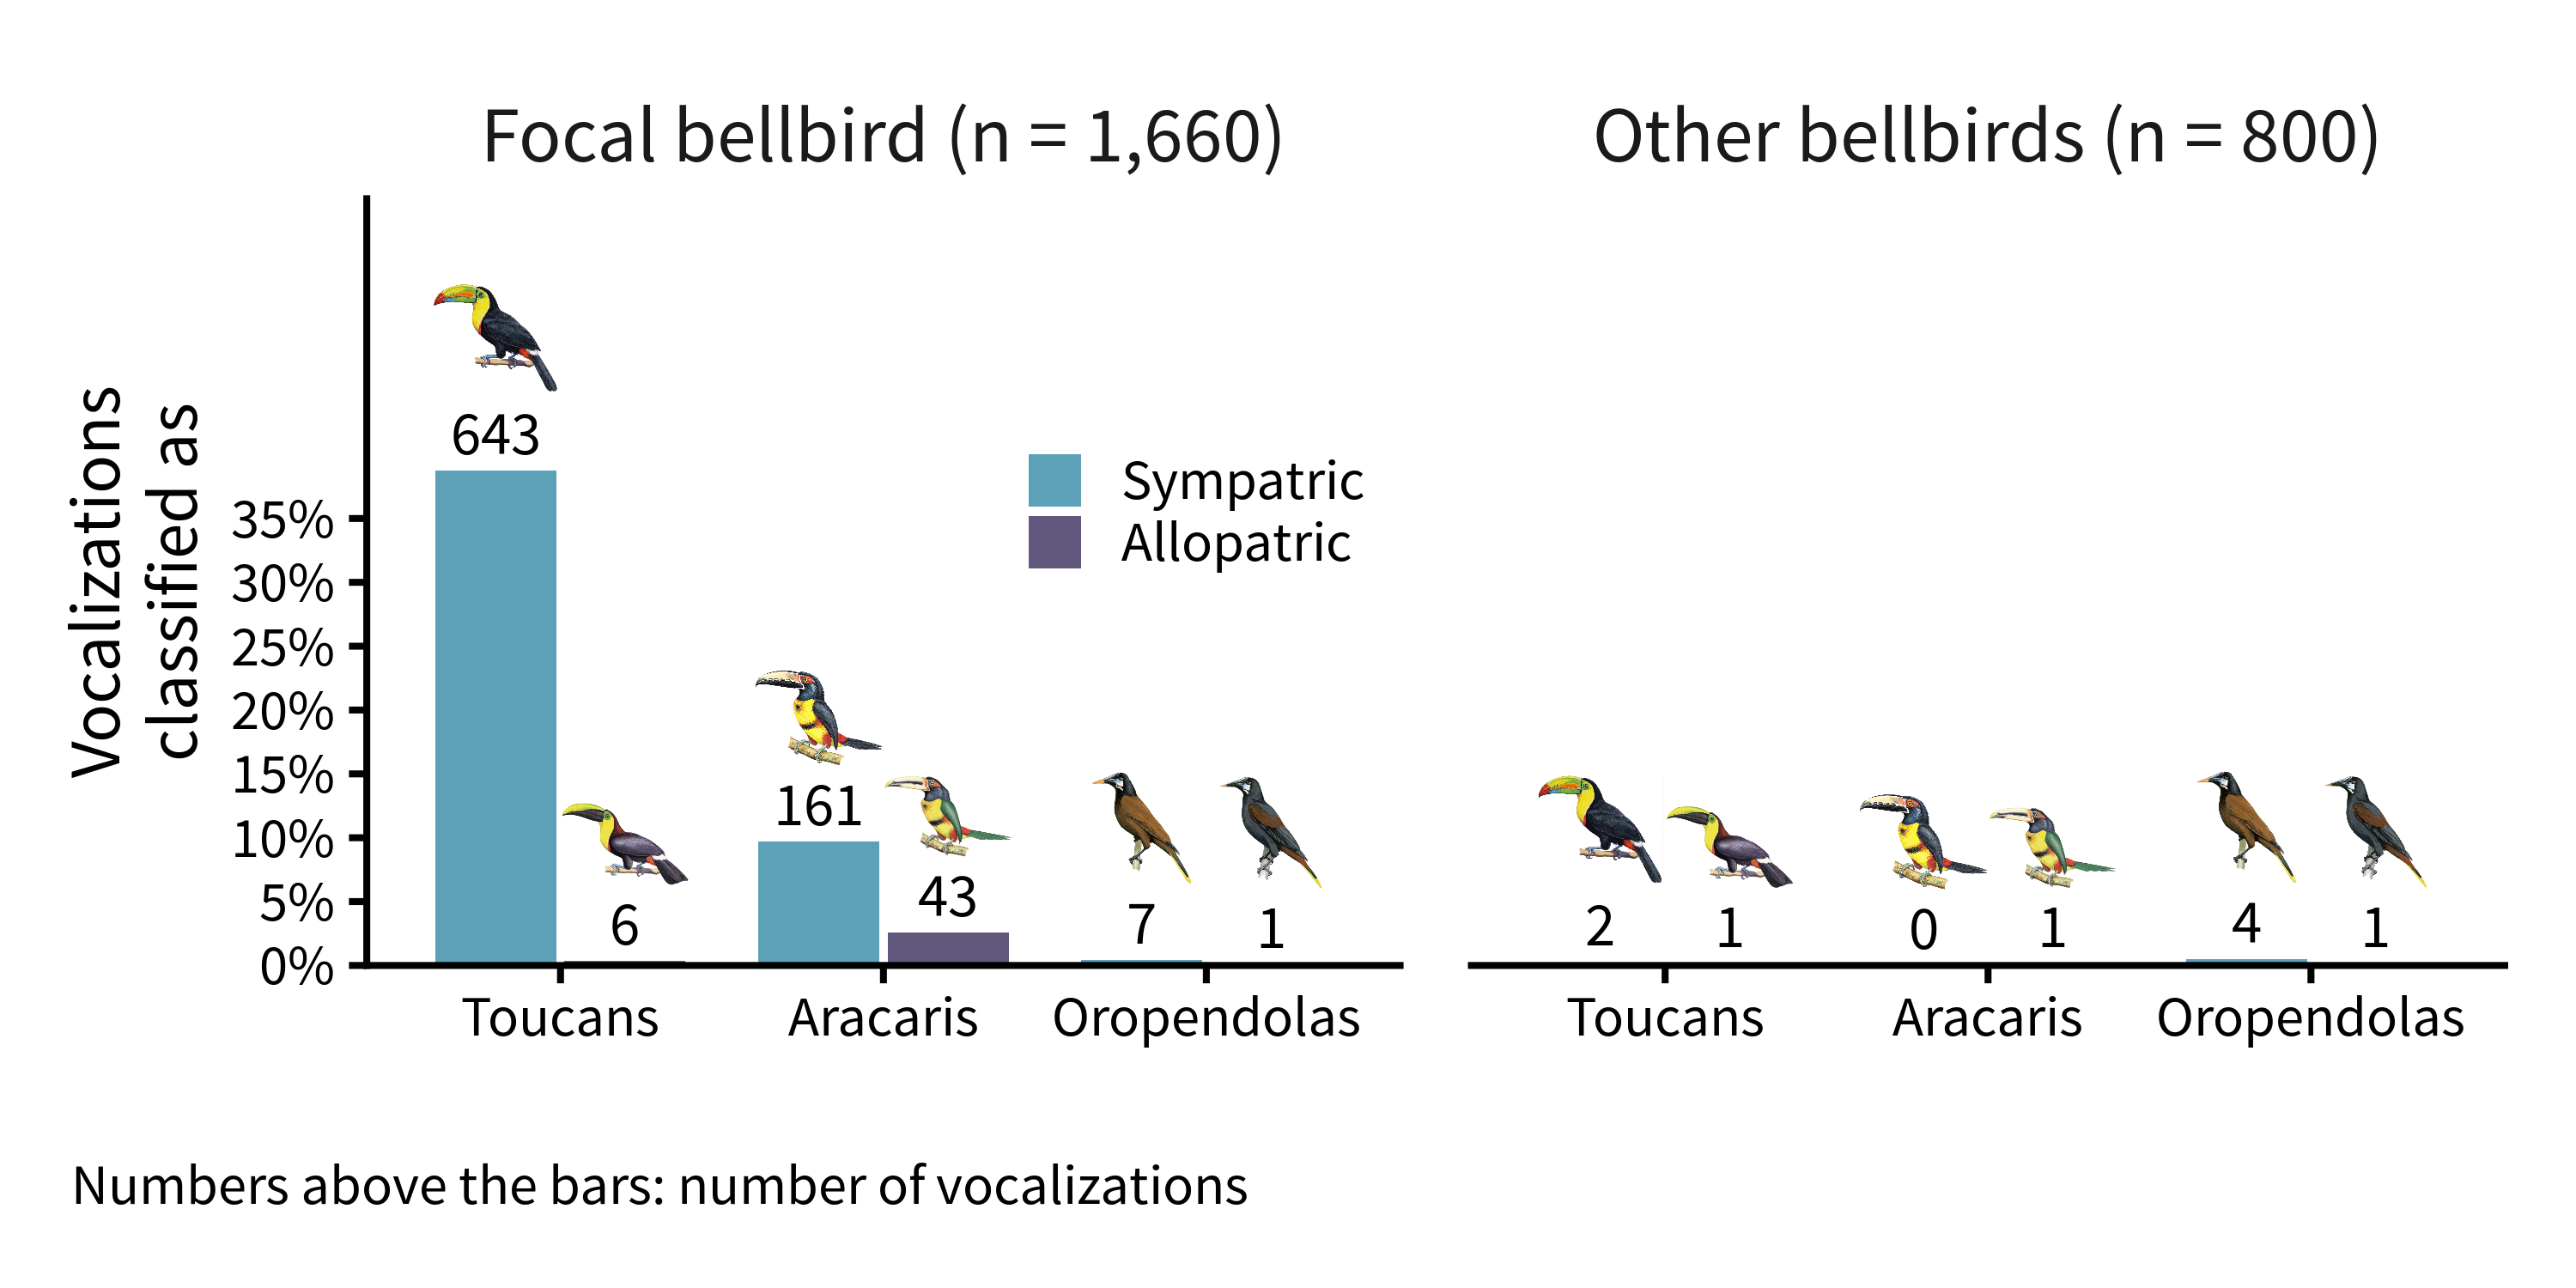 Focal bellbird (n = 1,660)
Other bellbirds (n = 800)
Vocalizations
classified as
35%
30%
25%
20%
15%
10%
5%
0%
643
6
161
43
7
1
Sympatric
Allopatric
Toucans
Aracaris
Oropendolas
2
1
0
1
4
1
Toucans
Aracaris
Oropendolas
Numbers above the bars: number of vocalizations